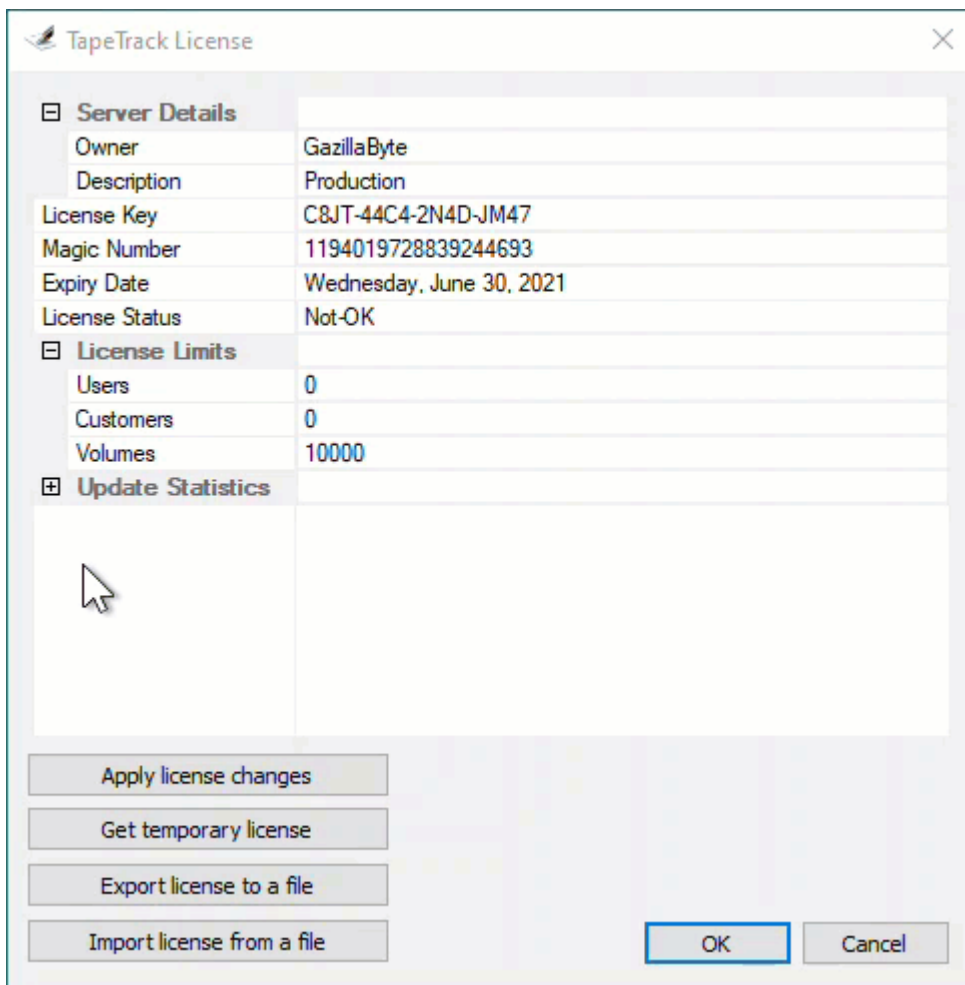 TapeTrack License
Server Details
Owner GazillaByte
Description Production
License Key C8JT-44C4-2N4D-JM47
Magic Number 1194019728839244693
Expiry Date Wednesday, June 30, 2021
License Status Not-OK
License Limits
Users 0
Customers 0
Volumes 10000
Update Statistics
Apply license changes
Get temporary license
Export license to a file
Import license from a file
OK Cancel